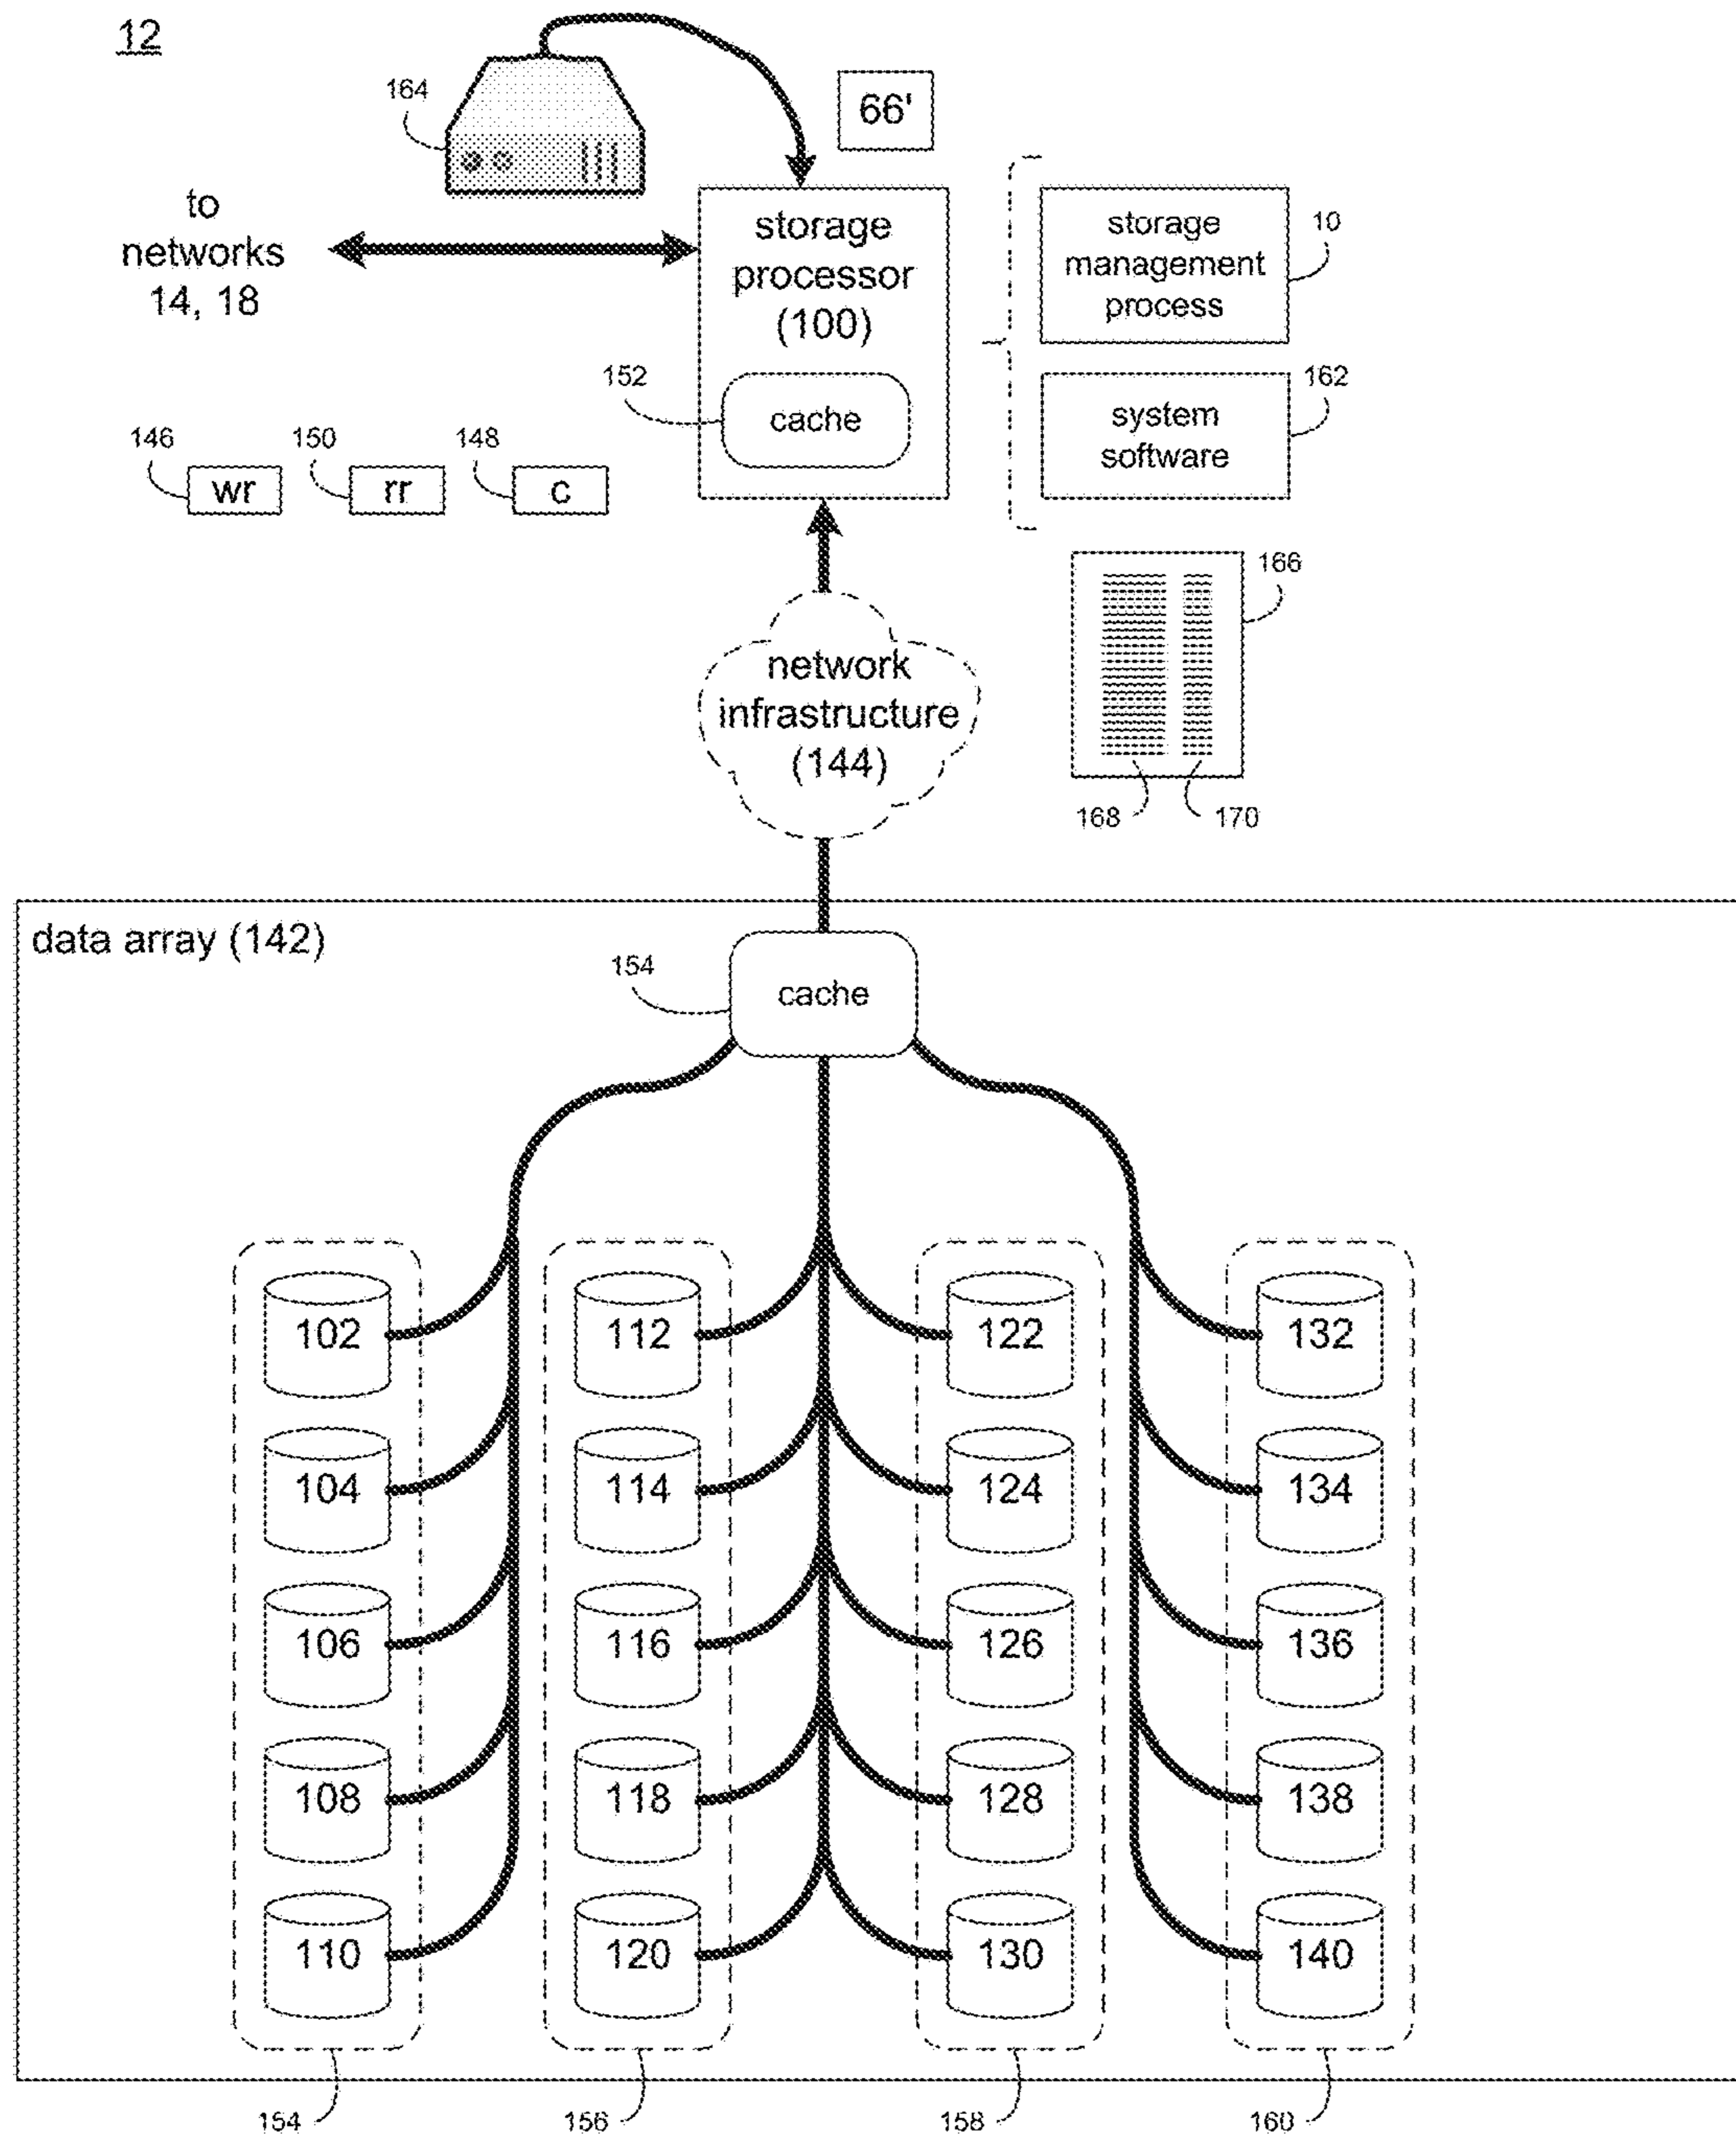 12
164
66'
to
networks
14, 18
storage
processor
(100)
152
cache
storage
management
process
10
system
software
162
146
wr
150
rr
148
c
166
168
170
network
infrastructure
(144)
data array (142)
154
cache
102
112
122
132
104
114
124
134
106
116
126
136
108
118
128
138
110
120
130
140
154
156
158
160